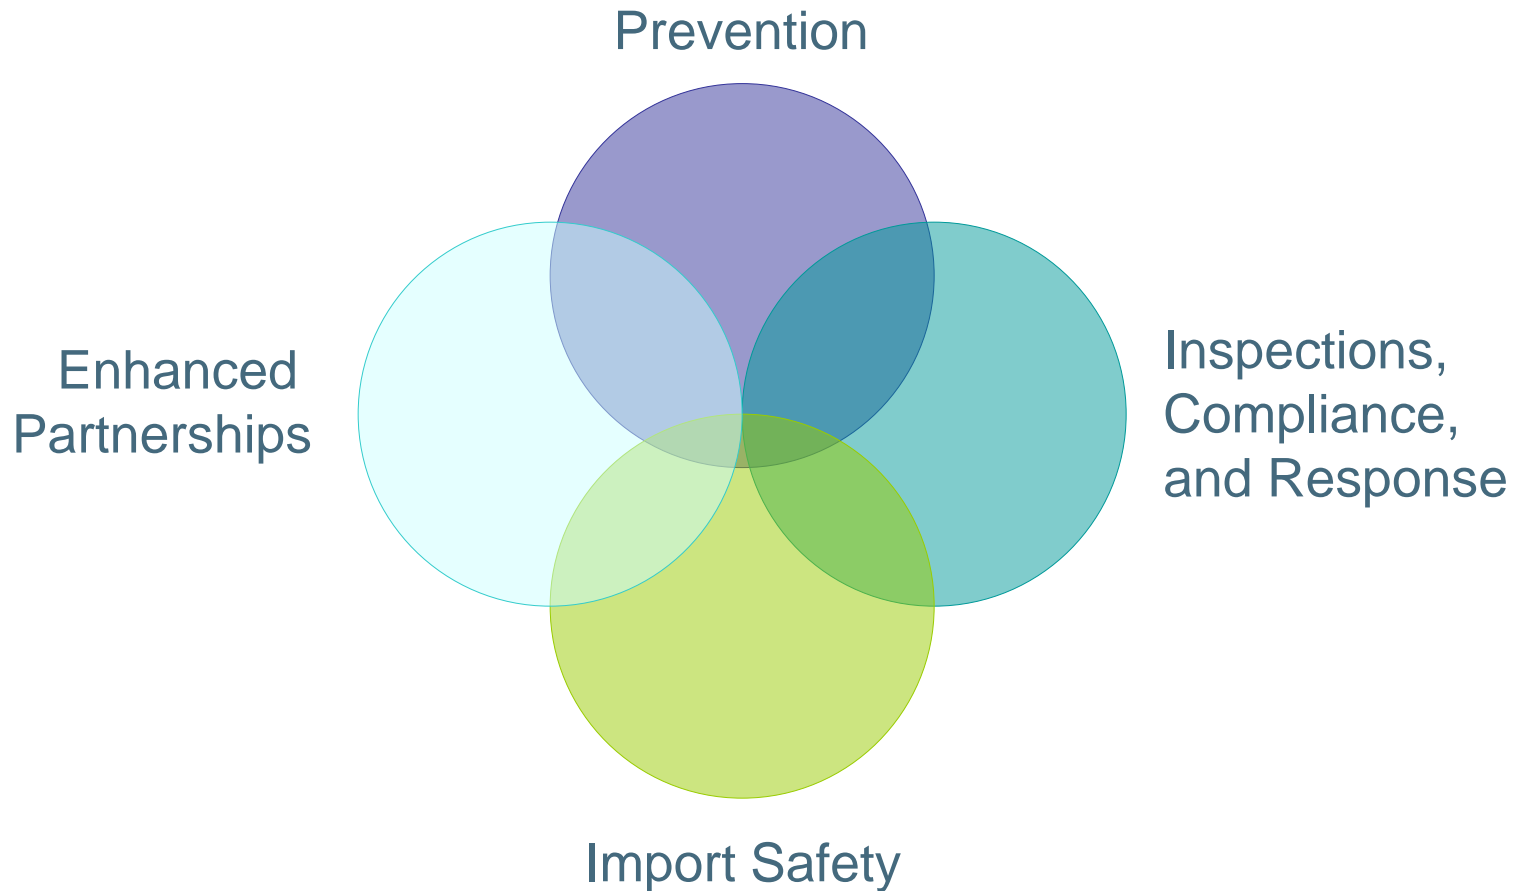 Prevention
Enhanced
Partnerships
Inspections,
Compliance,
and Response
Import Safety